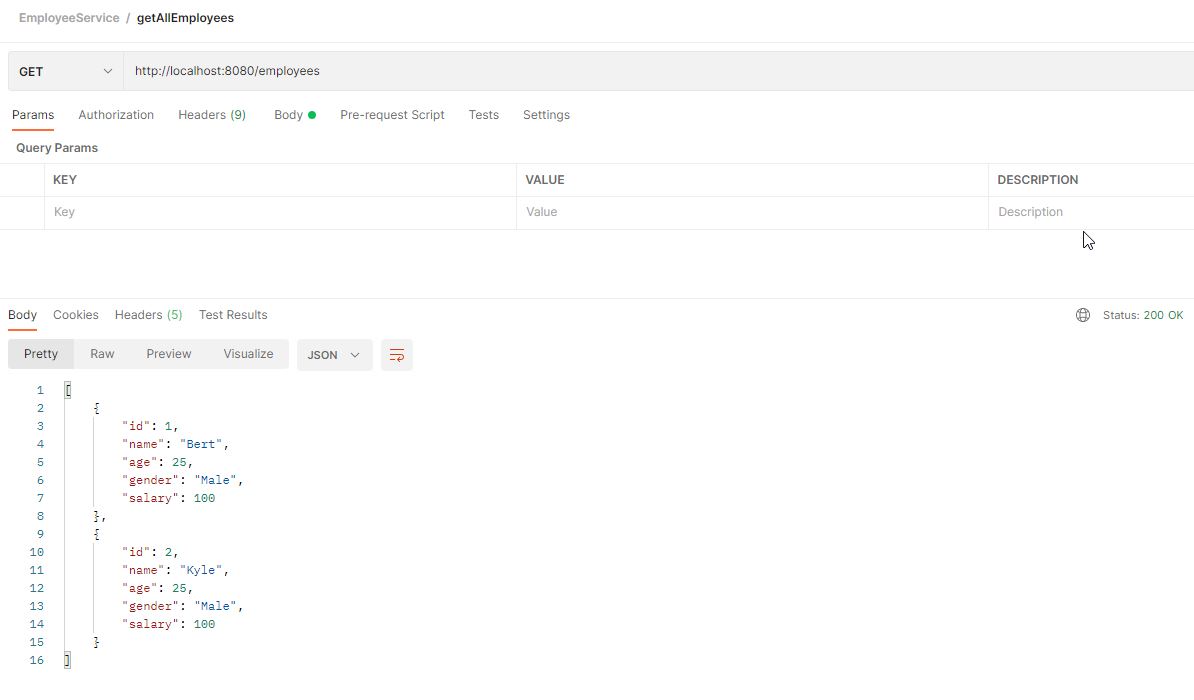 EmployeeService / getAllEmployees
GET http://localhost:8080/employees
Params Authorization Headers (9) Body Pre-request Script Tests Settings
Query Params
KEY VALUE DESCRIPTION
Key Value Description
Body Cookies Headers (5) Test Results Status: 200 OK
Pretty Raw Preview Visualize JSON
1 [
2 {
3 "id": 1,
4 "name": "Bert",
5 "age": 25,
6 "gender": "Male",
7 "salary": 100
8 },
9 {
10 "id": 2,
11 "name": "Kyle",
12 "age": 25,
13 "gender": "Male",
14 "salary": 100
15 }
16 ]